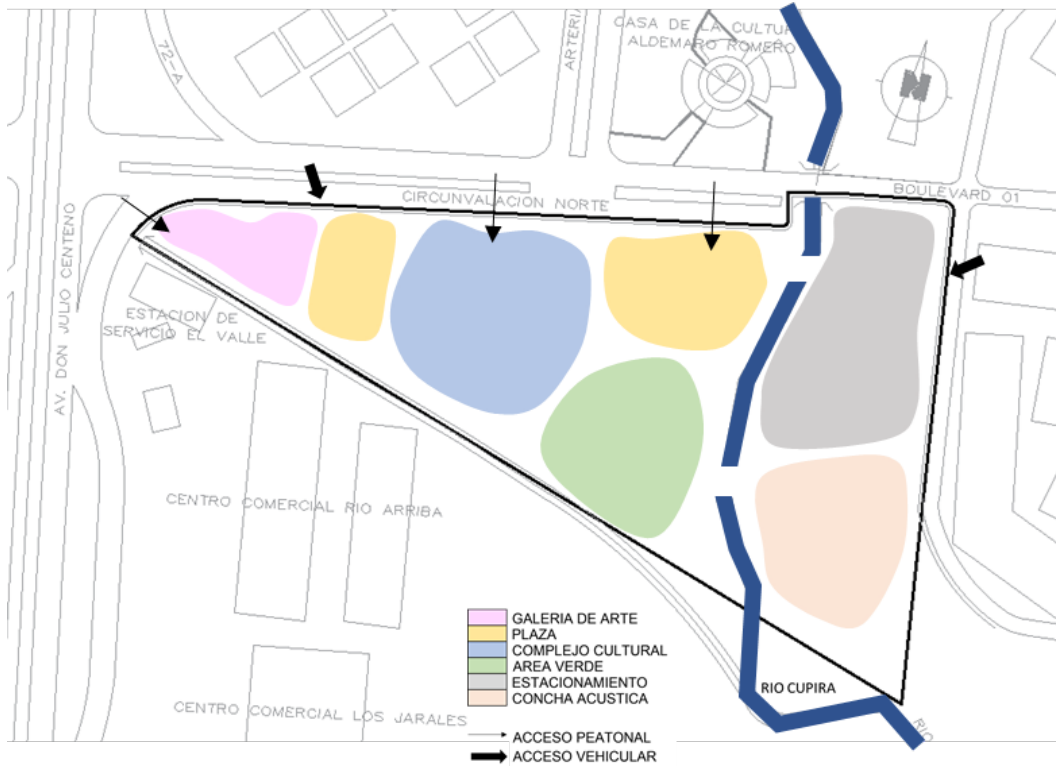 CASA DE LA CULTUR
ALDEMARO ROMERO
72-A
ARTERIA
N
CIRCUNVALACION NORTE
BOULEVARD 01
AV. DON JULIO CENTENO
ESTACION DE
SERVICIO EL VALLE
CENTRO COMERCIAL RIO ARRIBA
CENTRO COMERCIAL LOS JARALES
RIO CUPIRA
RIO
GALERIA DE ARTE
PLAZA
COMPLEJO CULTURAL
AREA VERDE
ESTACIONAMIENTO
CONCHA ACUSTICA
ACCESO PEATONAL
ACCESO VEHICULAR